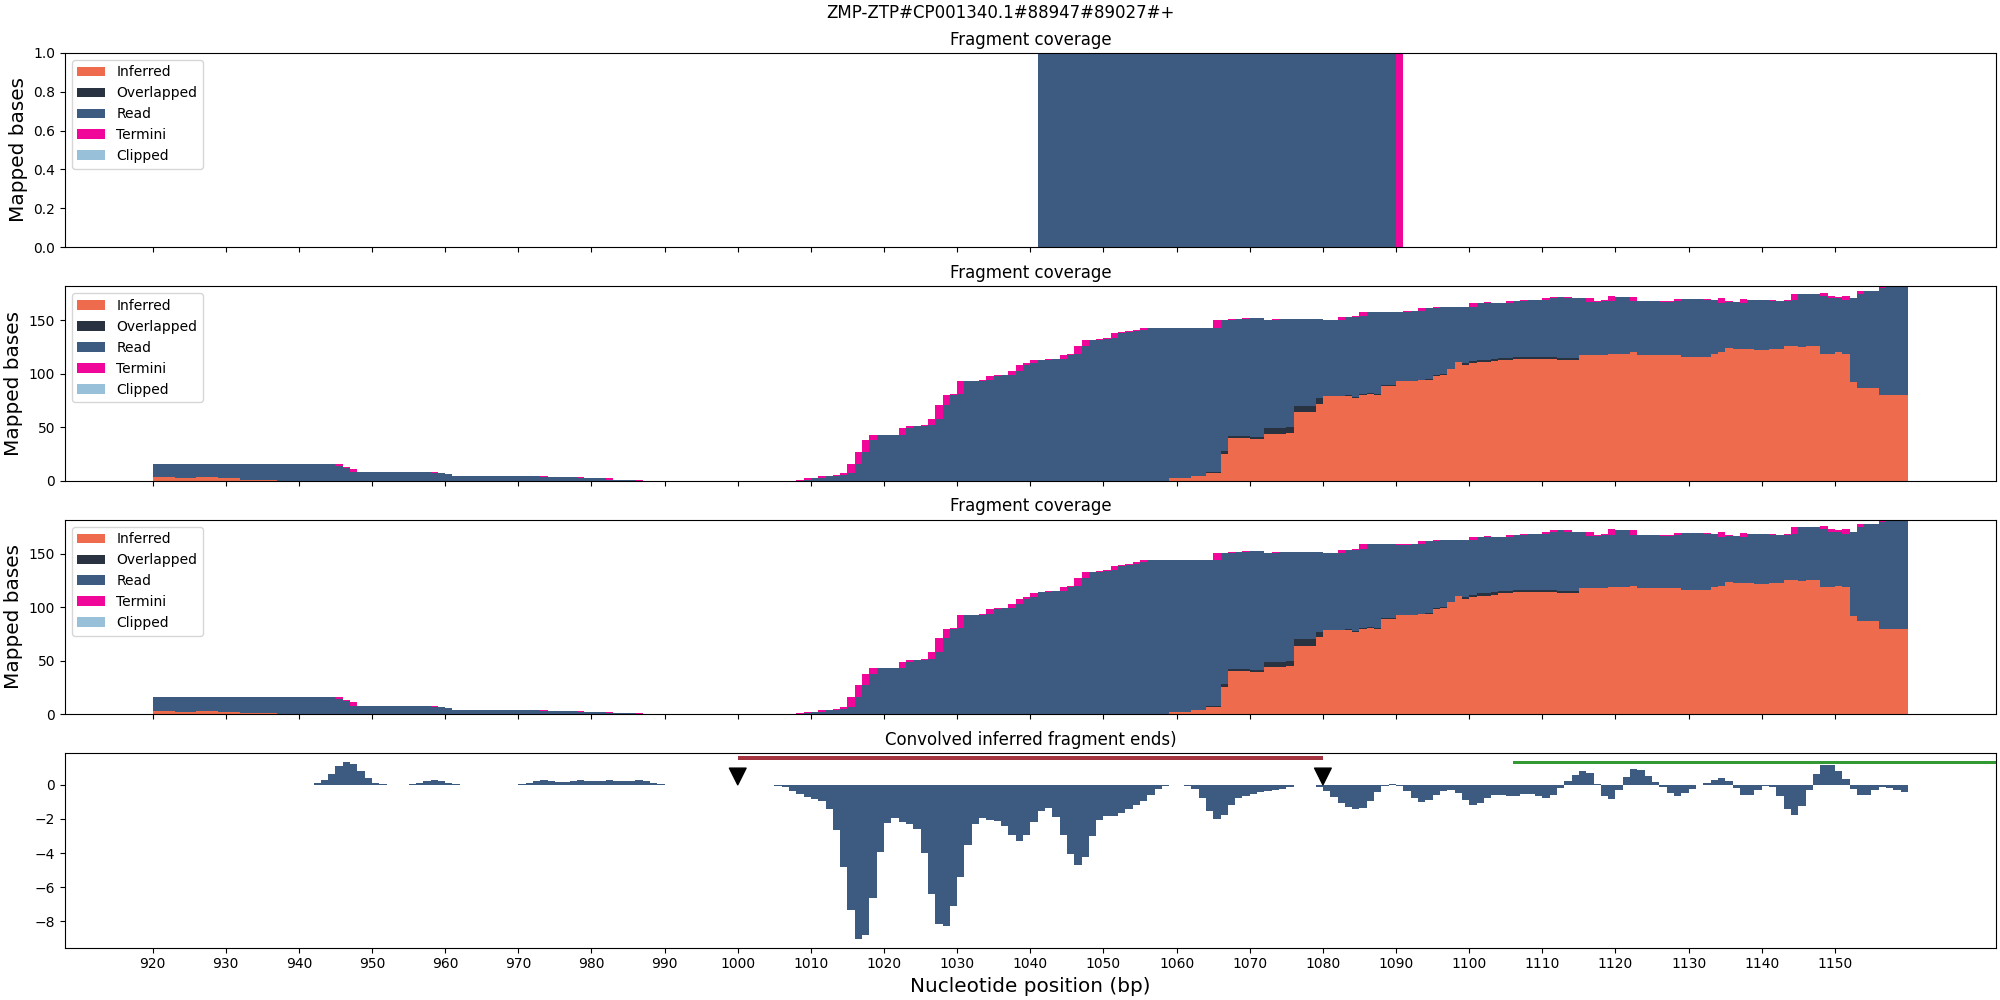 ZMP-ZTP#CP001340.1#88947#89027#+
Fragment coverage
Mapped bases
1.0
0.8
0.6
0.4
0.2
0.0
Inferred
Overlapped
Read
Termini
Clipped
Fragment coverage
Mapped bases
150
100
50
0
Inferred
Overlapped
Read
Termini
Clipped
Fragment coverage
Mapped bases
150
100
50
0
Inferred
Overlapped
Read
Termini
Clipped
Convolved inferred fragment ends)
0
−2
−4
−6
−8
920 930 940 950 960 970 980 990 1000 1010 1020 1030 1040 1050 1060 1070 1080 1090 1100 1110 1120 1130 1140 1150
Nucleotide position (bp)